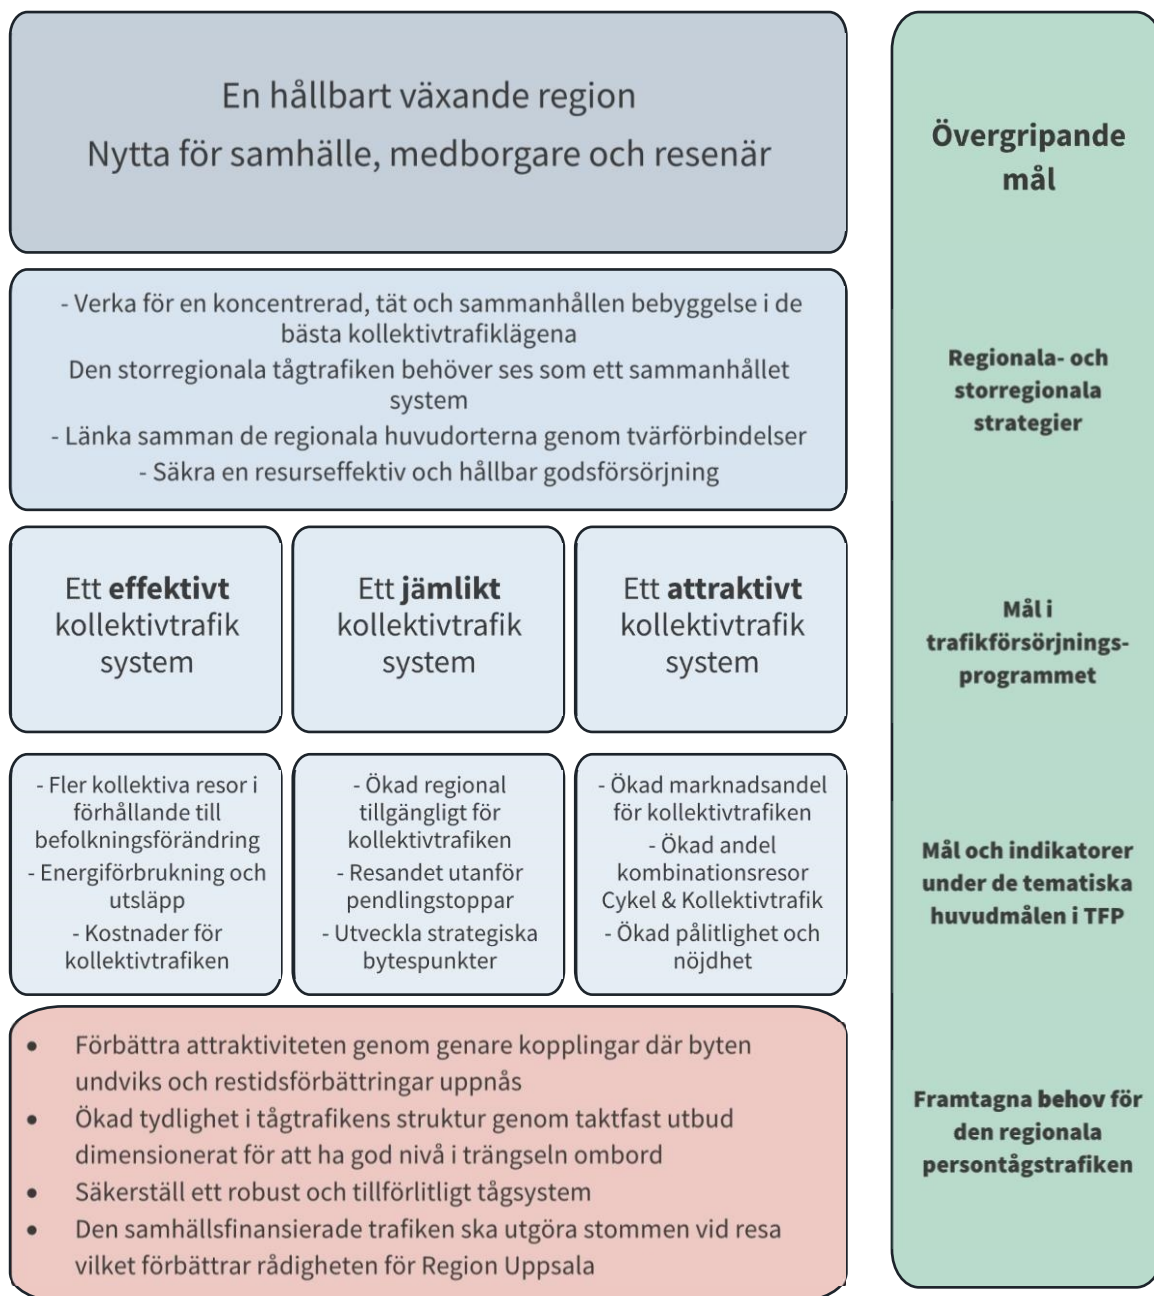 En hållbart växande region
Nytta för samhälle, medborgare och resenär
Övergripande
mål
- Verka för en koncentrerad, tät och sammanhållen bebyggelse i de
bästa kollektivtrafiklägena
Den storregionala tågtrafiken behöver ses som ett sammanhållet
system
- Länka samman de regionala huvudorterna genom tvärförbindelser
- Säkra en resurseffektiv och hållbar godsförsörjning
Regionala- och
storregionala
strategier
Ett effektivt
kollektivtrafik
system
Ett jämlikt
kollektivtrafik
system
Ett attraktivt
kollektivtrafik
system
Mål i
trafikförsörjnings-
programmet
- Fler kollektiva resor i
förhållande till
befolkningsförändring
- Energiförbrukning och
utsläpp
- Kostnader för
kollektivtrafiken
- Ökad regional
tillgängligt för
kollektivtrafiken
- Resandet utanför
pendlingstoppar
- Utveckla strategiska
bytespunkter
- Ökad marknadsandel
för kollektivtrafiken
- Ökad andel
kombinationsresor
Cykel & Kollektivtrafik
- Ökad pålitlighet och
nöjdhet
Mål och indikatorer
under de tematiska
huvudmålen i TFP
• Förbättra attraktiviteten genom genare kopplingar där byten
undviks och restidsförbättringar uppnås
• Ökad tydlighet i tågtrafikens struktur genom taktfast utbud
dimensionerat för att ha god nivå i trängseln ombord
• Säkerställ ett robust och tillförlitligt tågsystem
• Den samhällsfinansierade trafiken ska utgöra stommen vid resa
vilket förbättrar rådigheten för Region Uppsala
Framtagna behov för
den regionala
persontågstrafiken